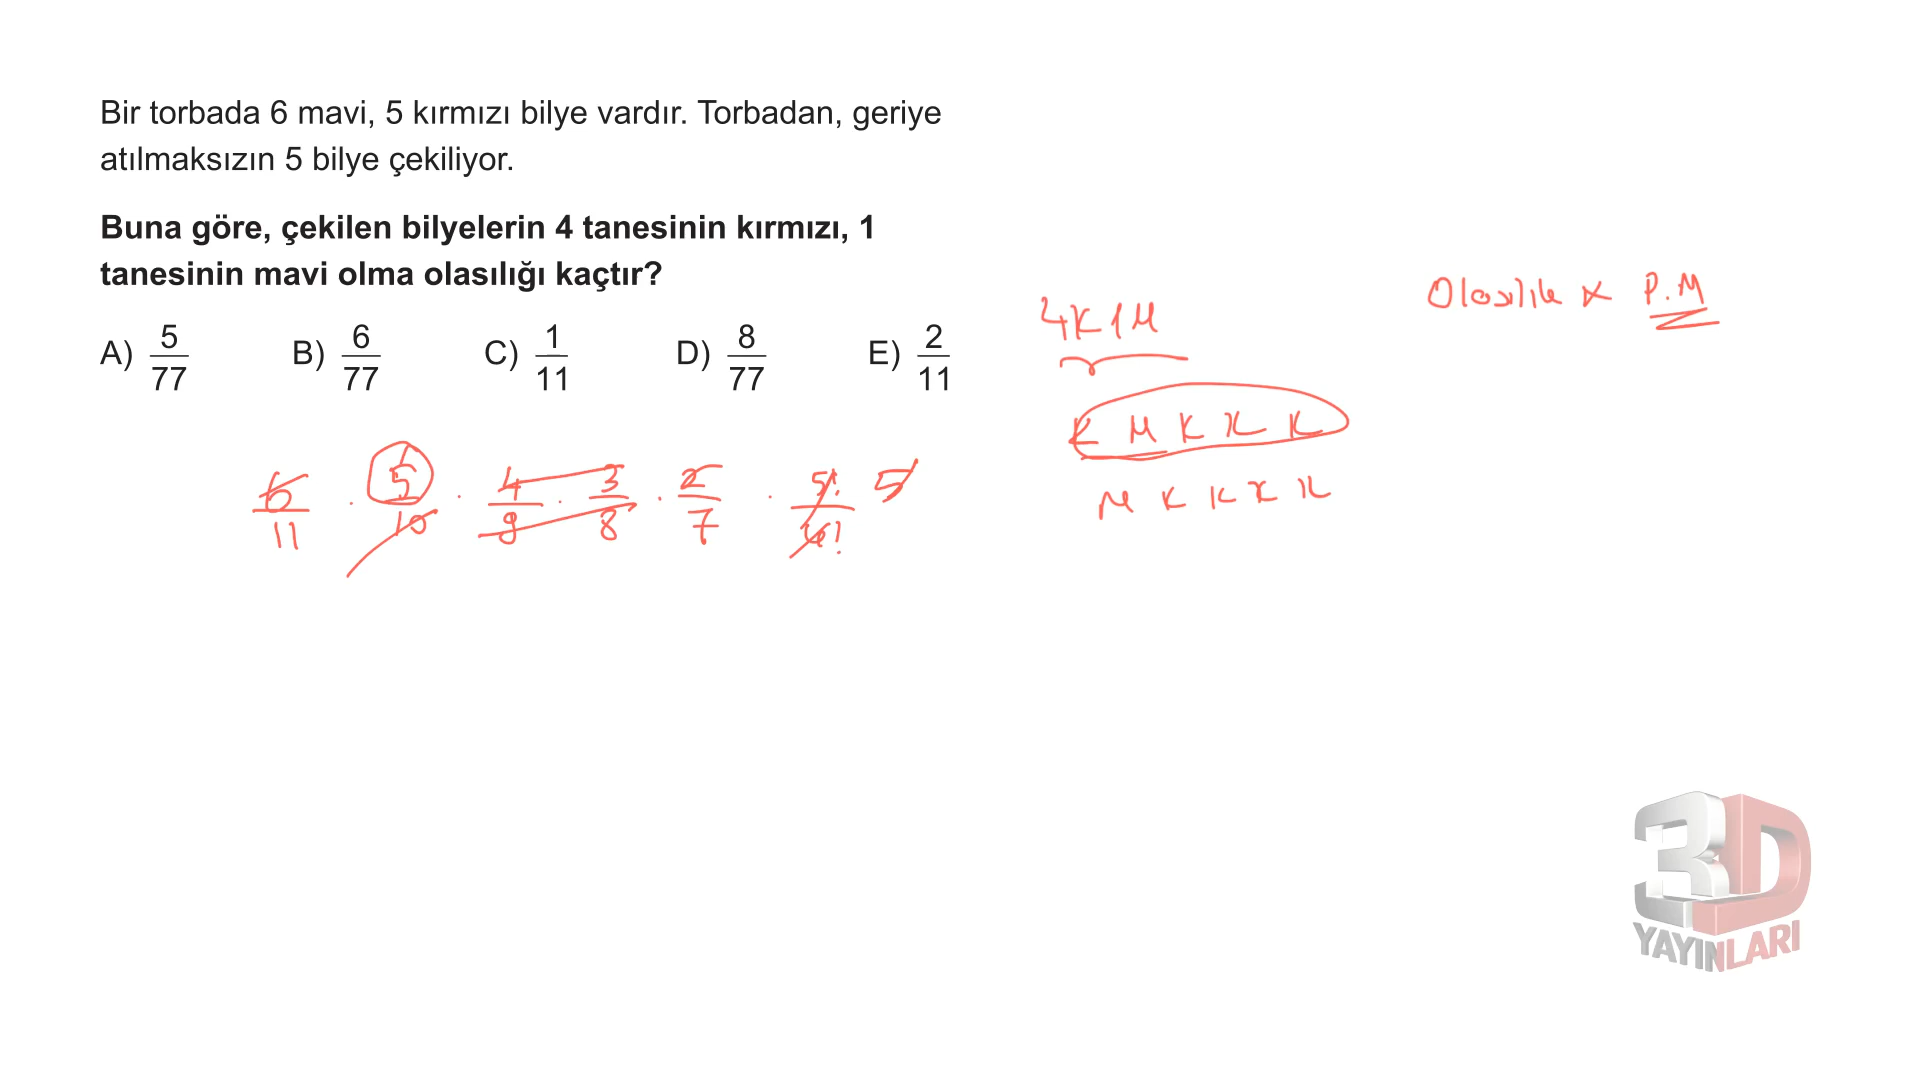 Bir torbada 6 mavi, 5 kırmızı bilye vardır. Torbadan, geriye
atılmaksızın 5 bilye çekiliyor.
Buna göre, çekilen bilyelerin 4 tanesinin kırmızı, 1
tanesinin mavi olma olasılığı kaçtır?
A) 5/77 B) 6/77 C) 1/11 D) 8/77 E) 2/11
4K1M
Olasılık x P.M
K M K K K
M K K K K
6/11 . 5/10 . 4/9 . 3/8 . 2/7 . 5!/4! 5
3D
YAYINLARI